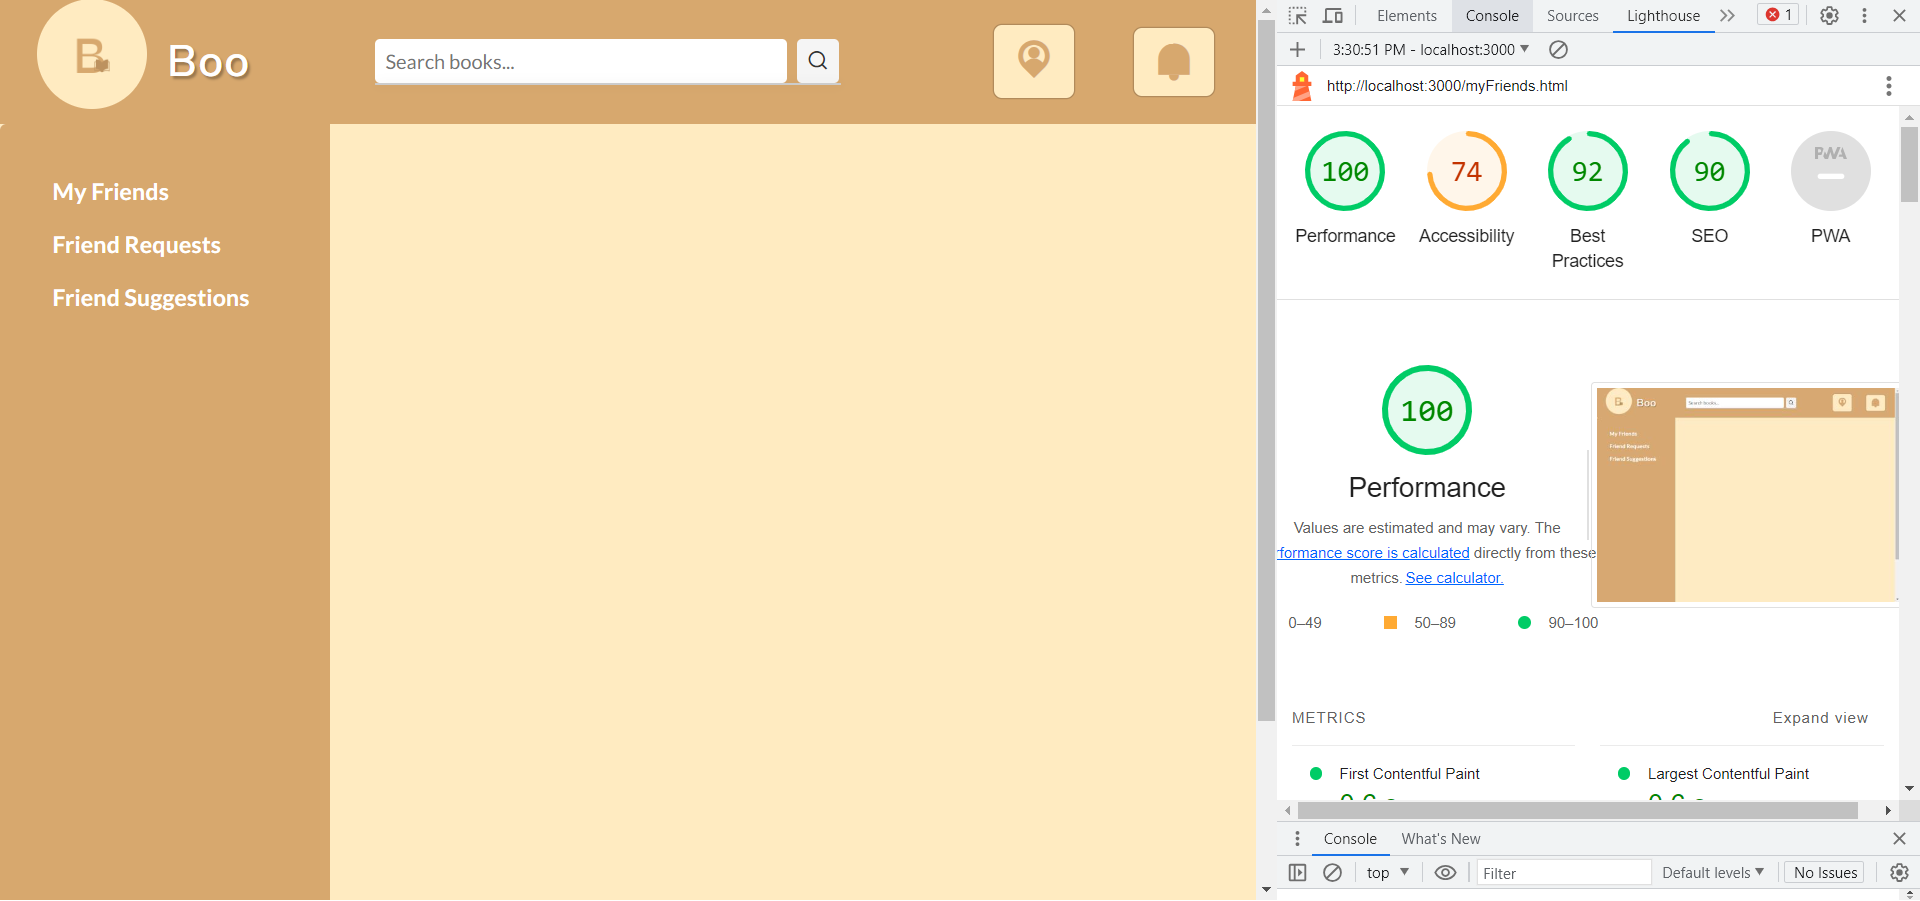 B
Boo
Search books...
My Friends
Friend Requests
Friend Suggestions
Elements
Console
Sources
Lighthouse
1
3:30:51 PM - localhost:3000
http://localhost:3000/myFriends.html
100
74
92
90
PWA
Performance
Accessibility
Best
Practices
SEO
PWA
100
Performance
Values are estimated and may vary. The
rformance score is calculated directly from these
metrics. See calculator.
0–49
50–89
90–100
Boo
Search books...
My Friends
Friend Requests
Friend Suggestions
METRICS
Expand view
First Contentful Paint
Largest Contentful Paint
Console
What's New
top
Filter
Default levels
No Issues